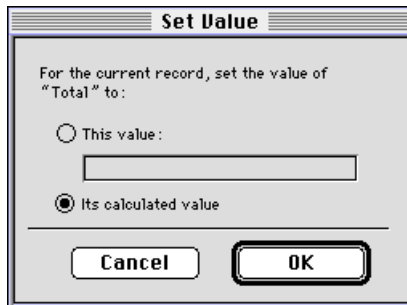 Set Value
For the current record, set the value of
“Total” to:
This value:
Its calculated value
Cancel
OK